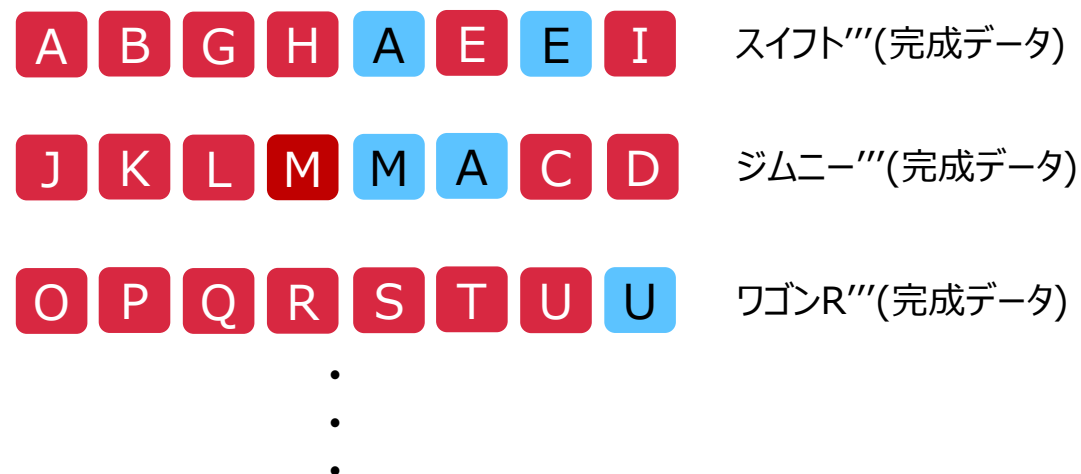 A B G H A E E I スイフト′′′(完成データ)
J K L M M A C D ジムニー′′′(完成データ)
O P Q R S T U U ワゴンR′′′(完成データ)
・
・
・